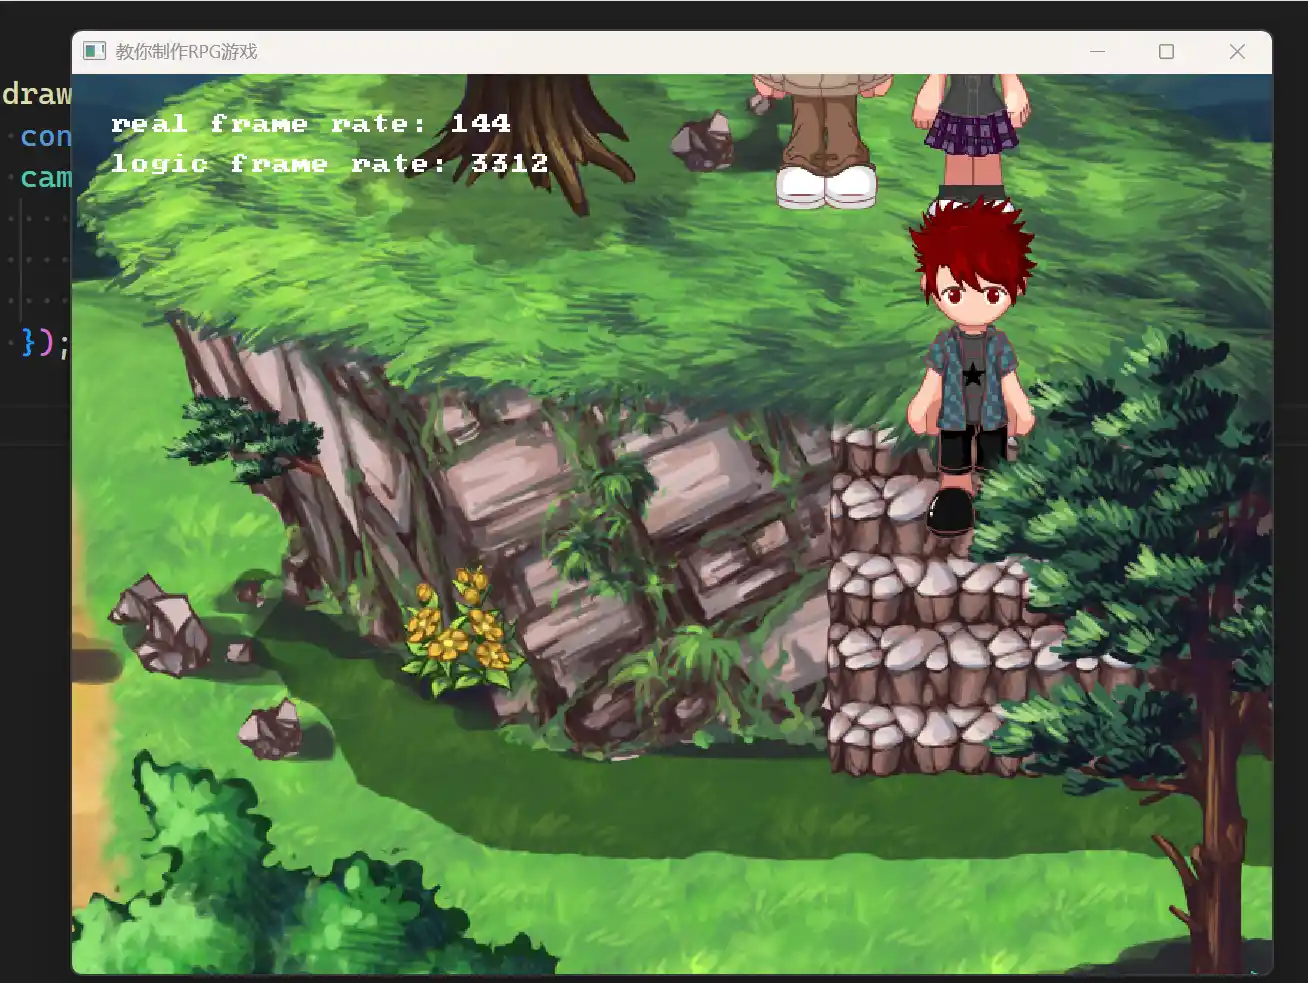 教你制作RPG游戏
draw
real frame rate: 144
con
logic frame rate: 3312
cam
});